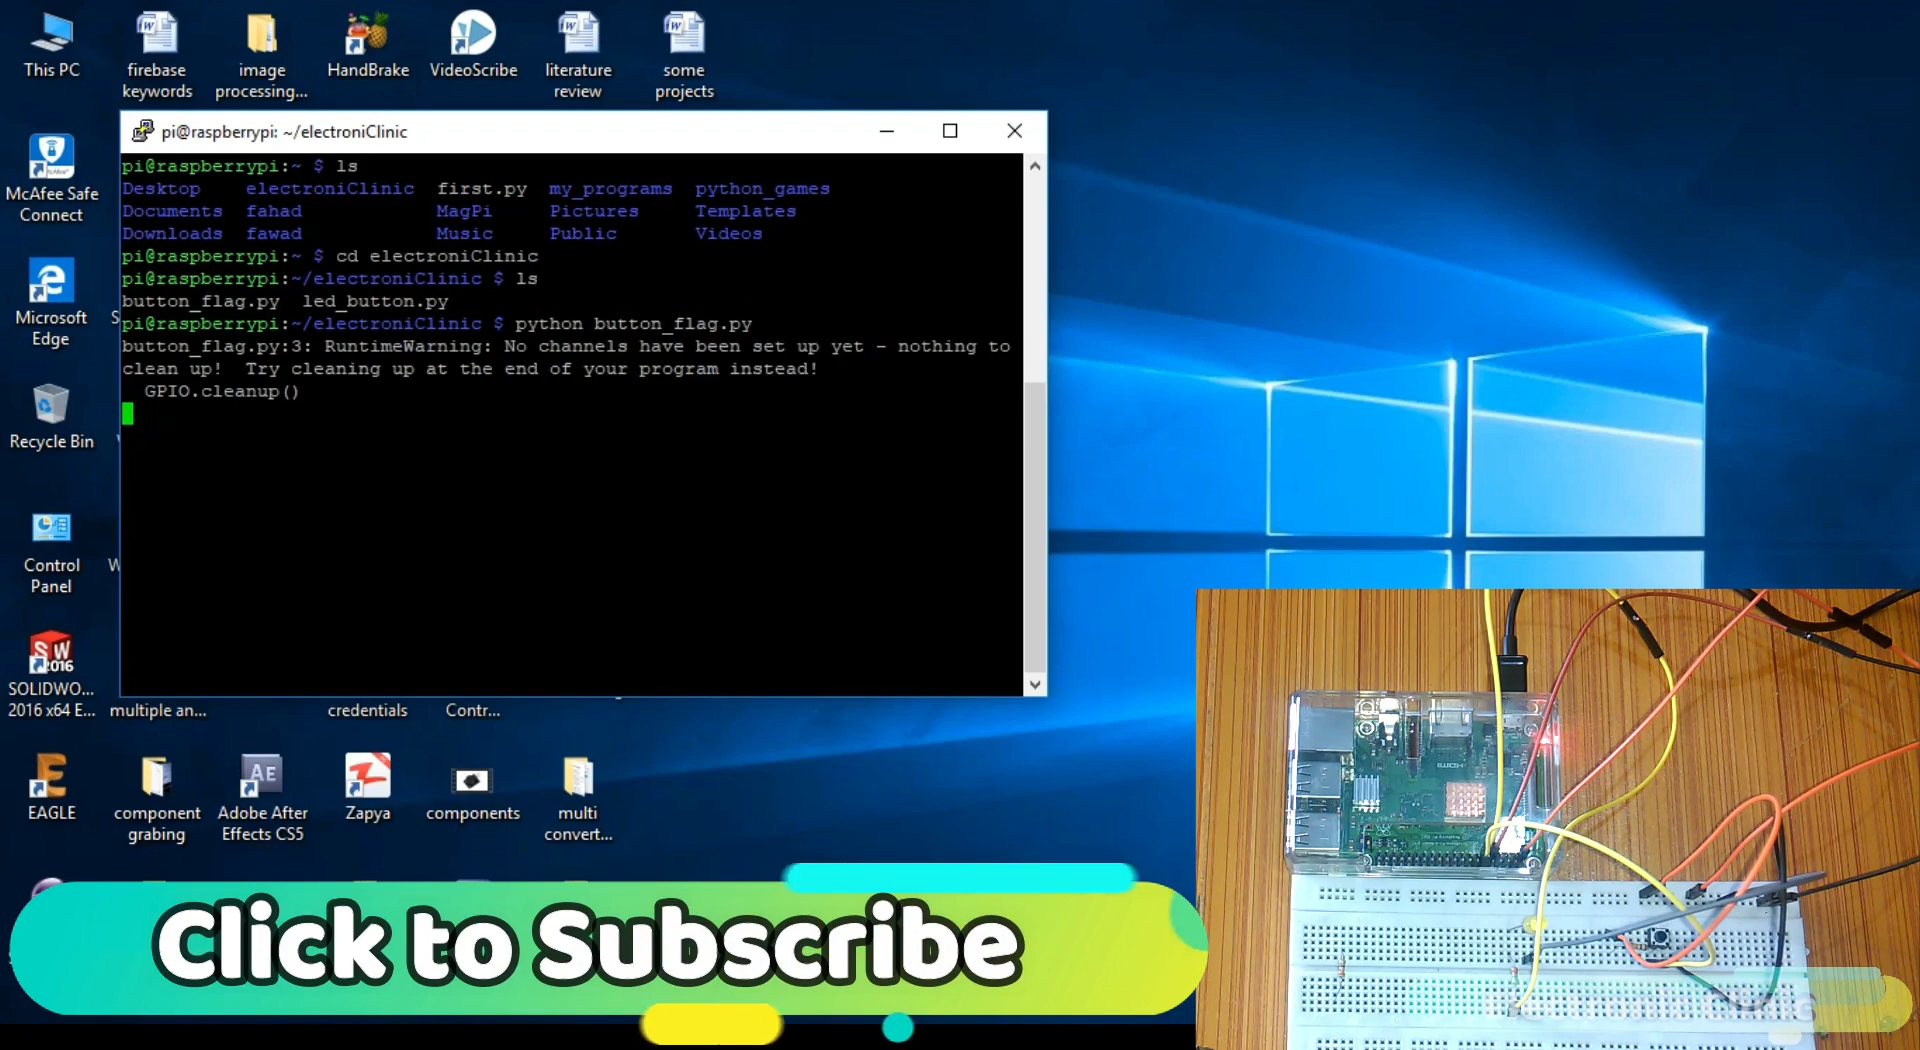 This PC
firebase keywords
image processing...
HandBrake
VideoScribe
literature review
some projects
McAfee Safe Connect
Microsoft Edge
Recycle Bin
Control Panel
SOLIDWO... 2016 x64 E...
pi@raspberrypi: ~/electroniClinic
pi@raspberrypi:~ $ ls
Desktop electroniClinic first.py my_programs python_games
Documents fahad MagPi Pictures Templates
Downloads fawad Music Public Videos
pi@raspberrypi:~ $ cd electroniClinic
pi@raspberrypi:~/electroniClinic $ ls
button_flag.py led_button.py
pi@raspberrypi:~/electroniClinic $ python button_flag.py
button_flag.py:3: RuntimeWarning: No channels have been set up yet - nothing to
clean up! Try cleaning up at the end of your program instead!
GPIO.cleanup()
multiple an...
credentials
Contr...
EAGLE
component grabing
Adobe After Effects CS5
Zapya
components
multi convert...
Click to Subscribe